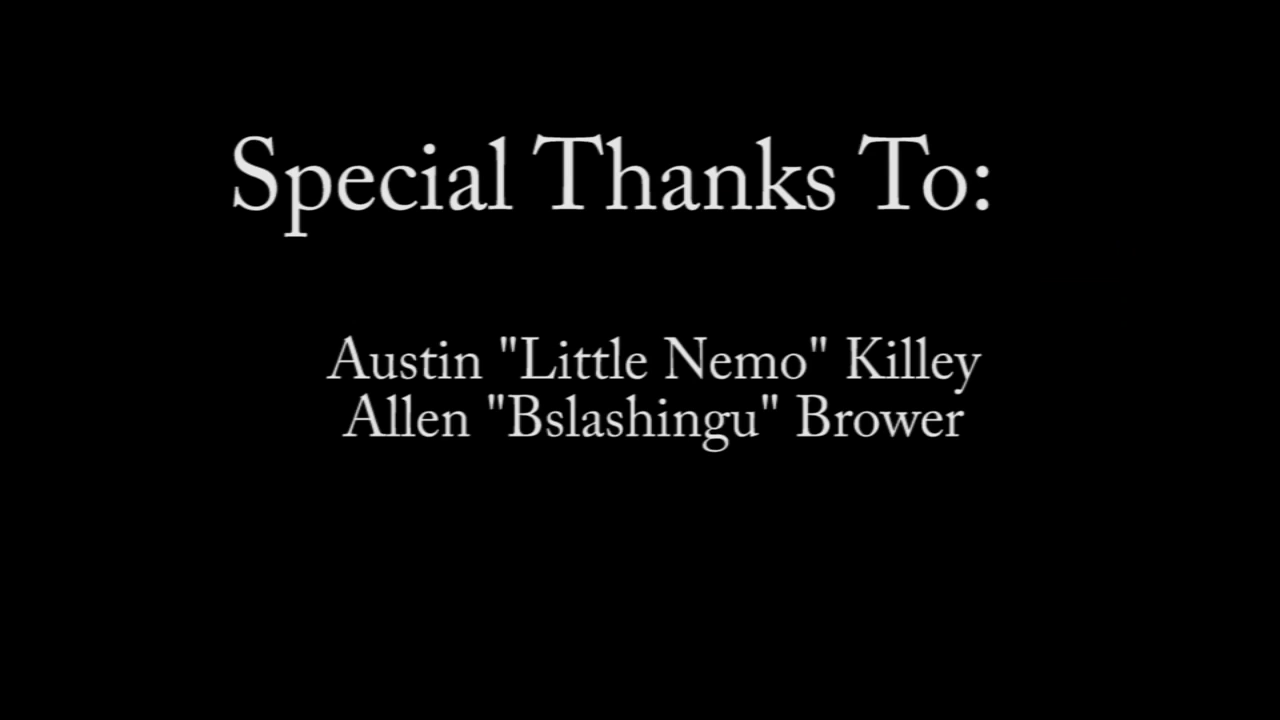 Special Thanks To:
Austin "Little Nemo" Killey
Allen "Bslashingu" Brower